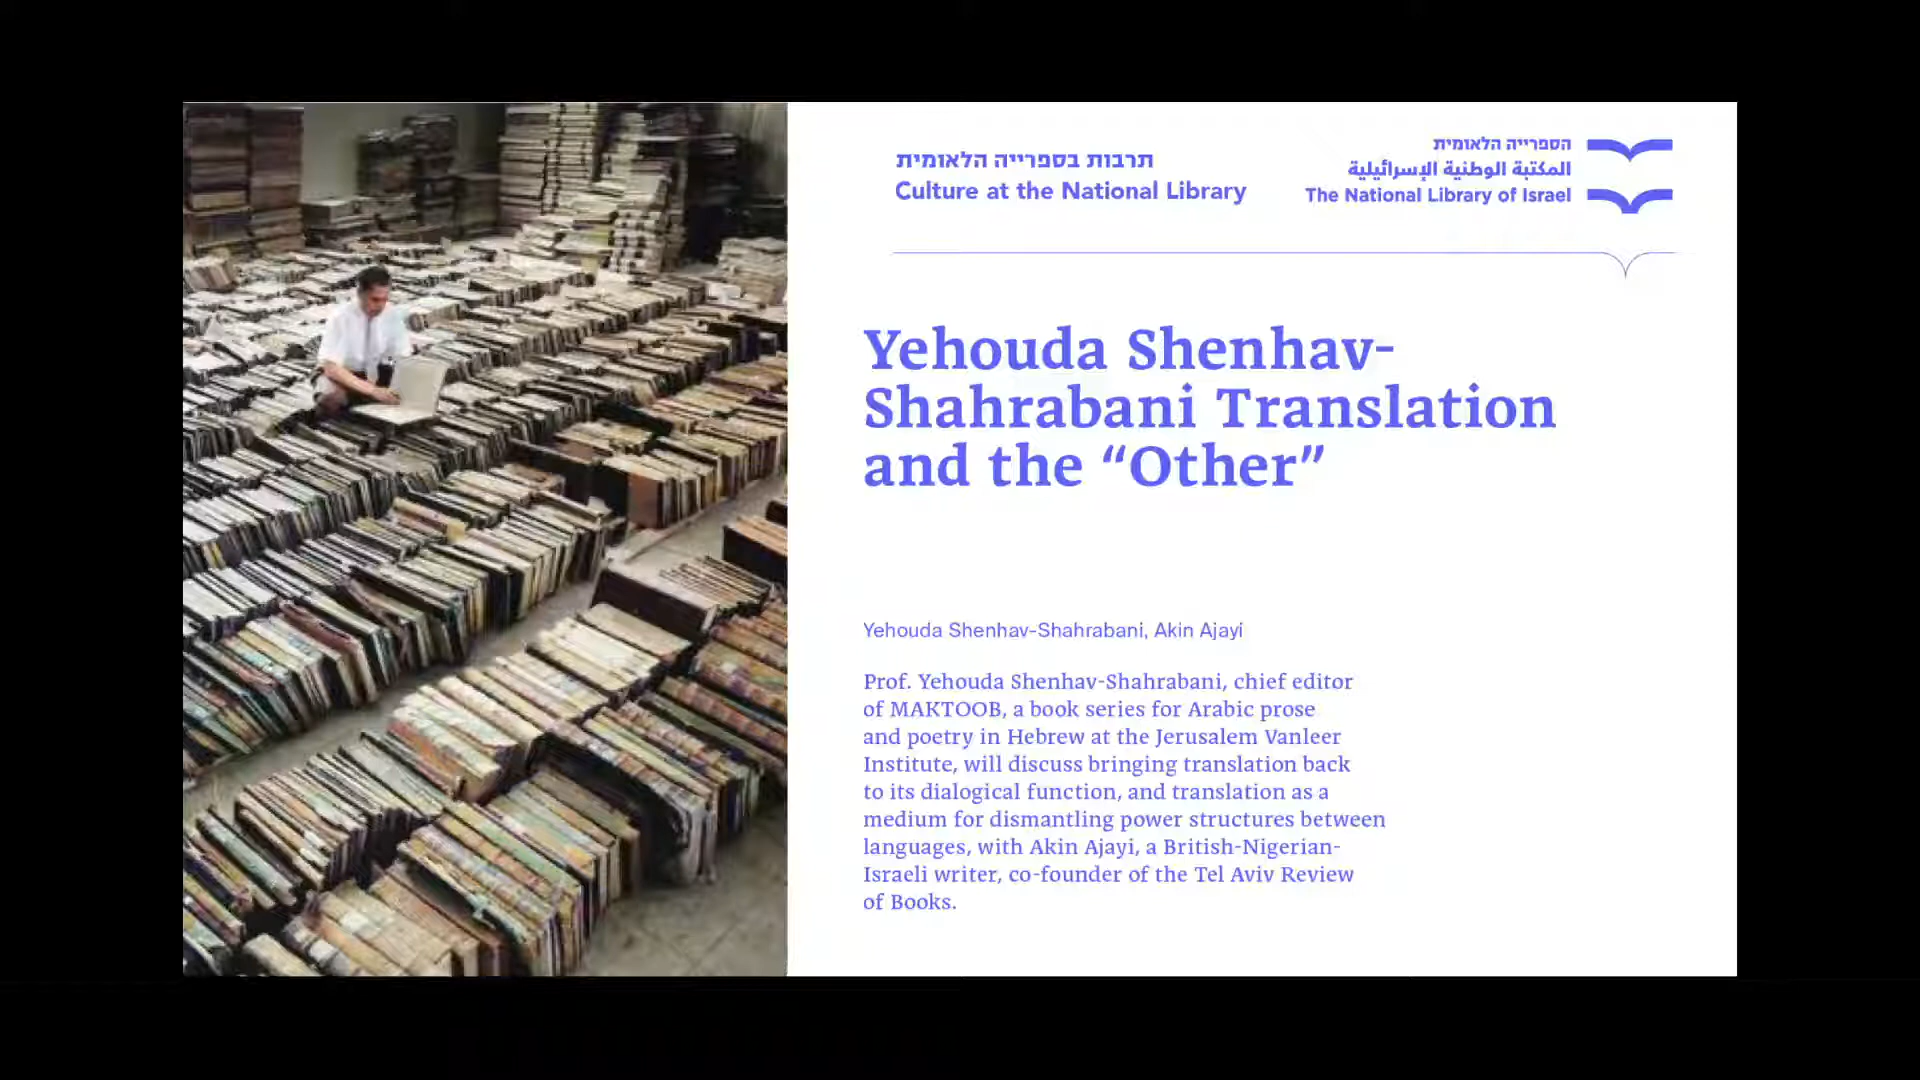 תרבות בספרייה הלאומית
Culture at the National Library
הספרייה הלאומית
المكتبة الوطنية الإسرائيلية
The National Library of Israel
Yehouda Shenhav-
Shahrabani Translation
and the “Other”
Yehouda Shenhav-Shahrabani, Akin Ajayi
Prof. Yehouda Shenhav-Shahrabani, chief editor
of MAKTOOB, a book series for Arabic prose
and poetry in Hebrew at the Jerusalem Vanleer
Institute, will discuss bringing translation back
to its dialogical function, and translation as a
medium for dismantling power structures between
languages, with Akin Ajayi, a British-Nigerian-
Israeli writer, co-founder of the Tel Aviv Review
of Books.